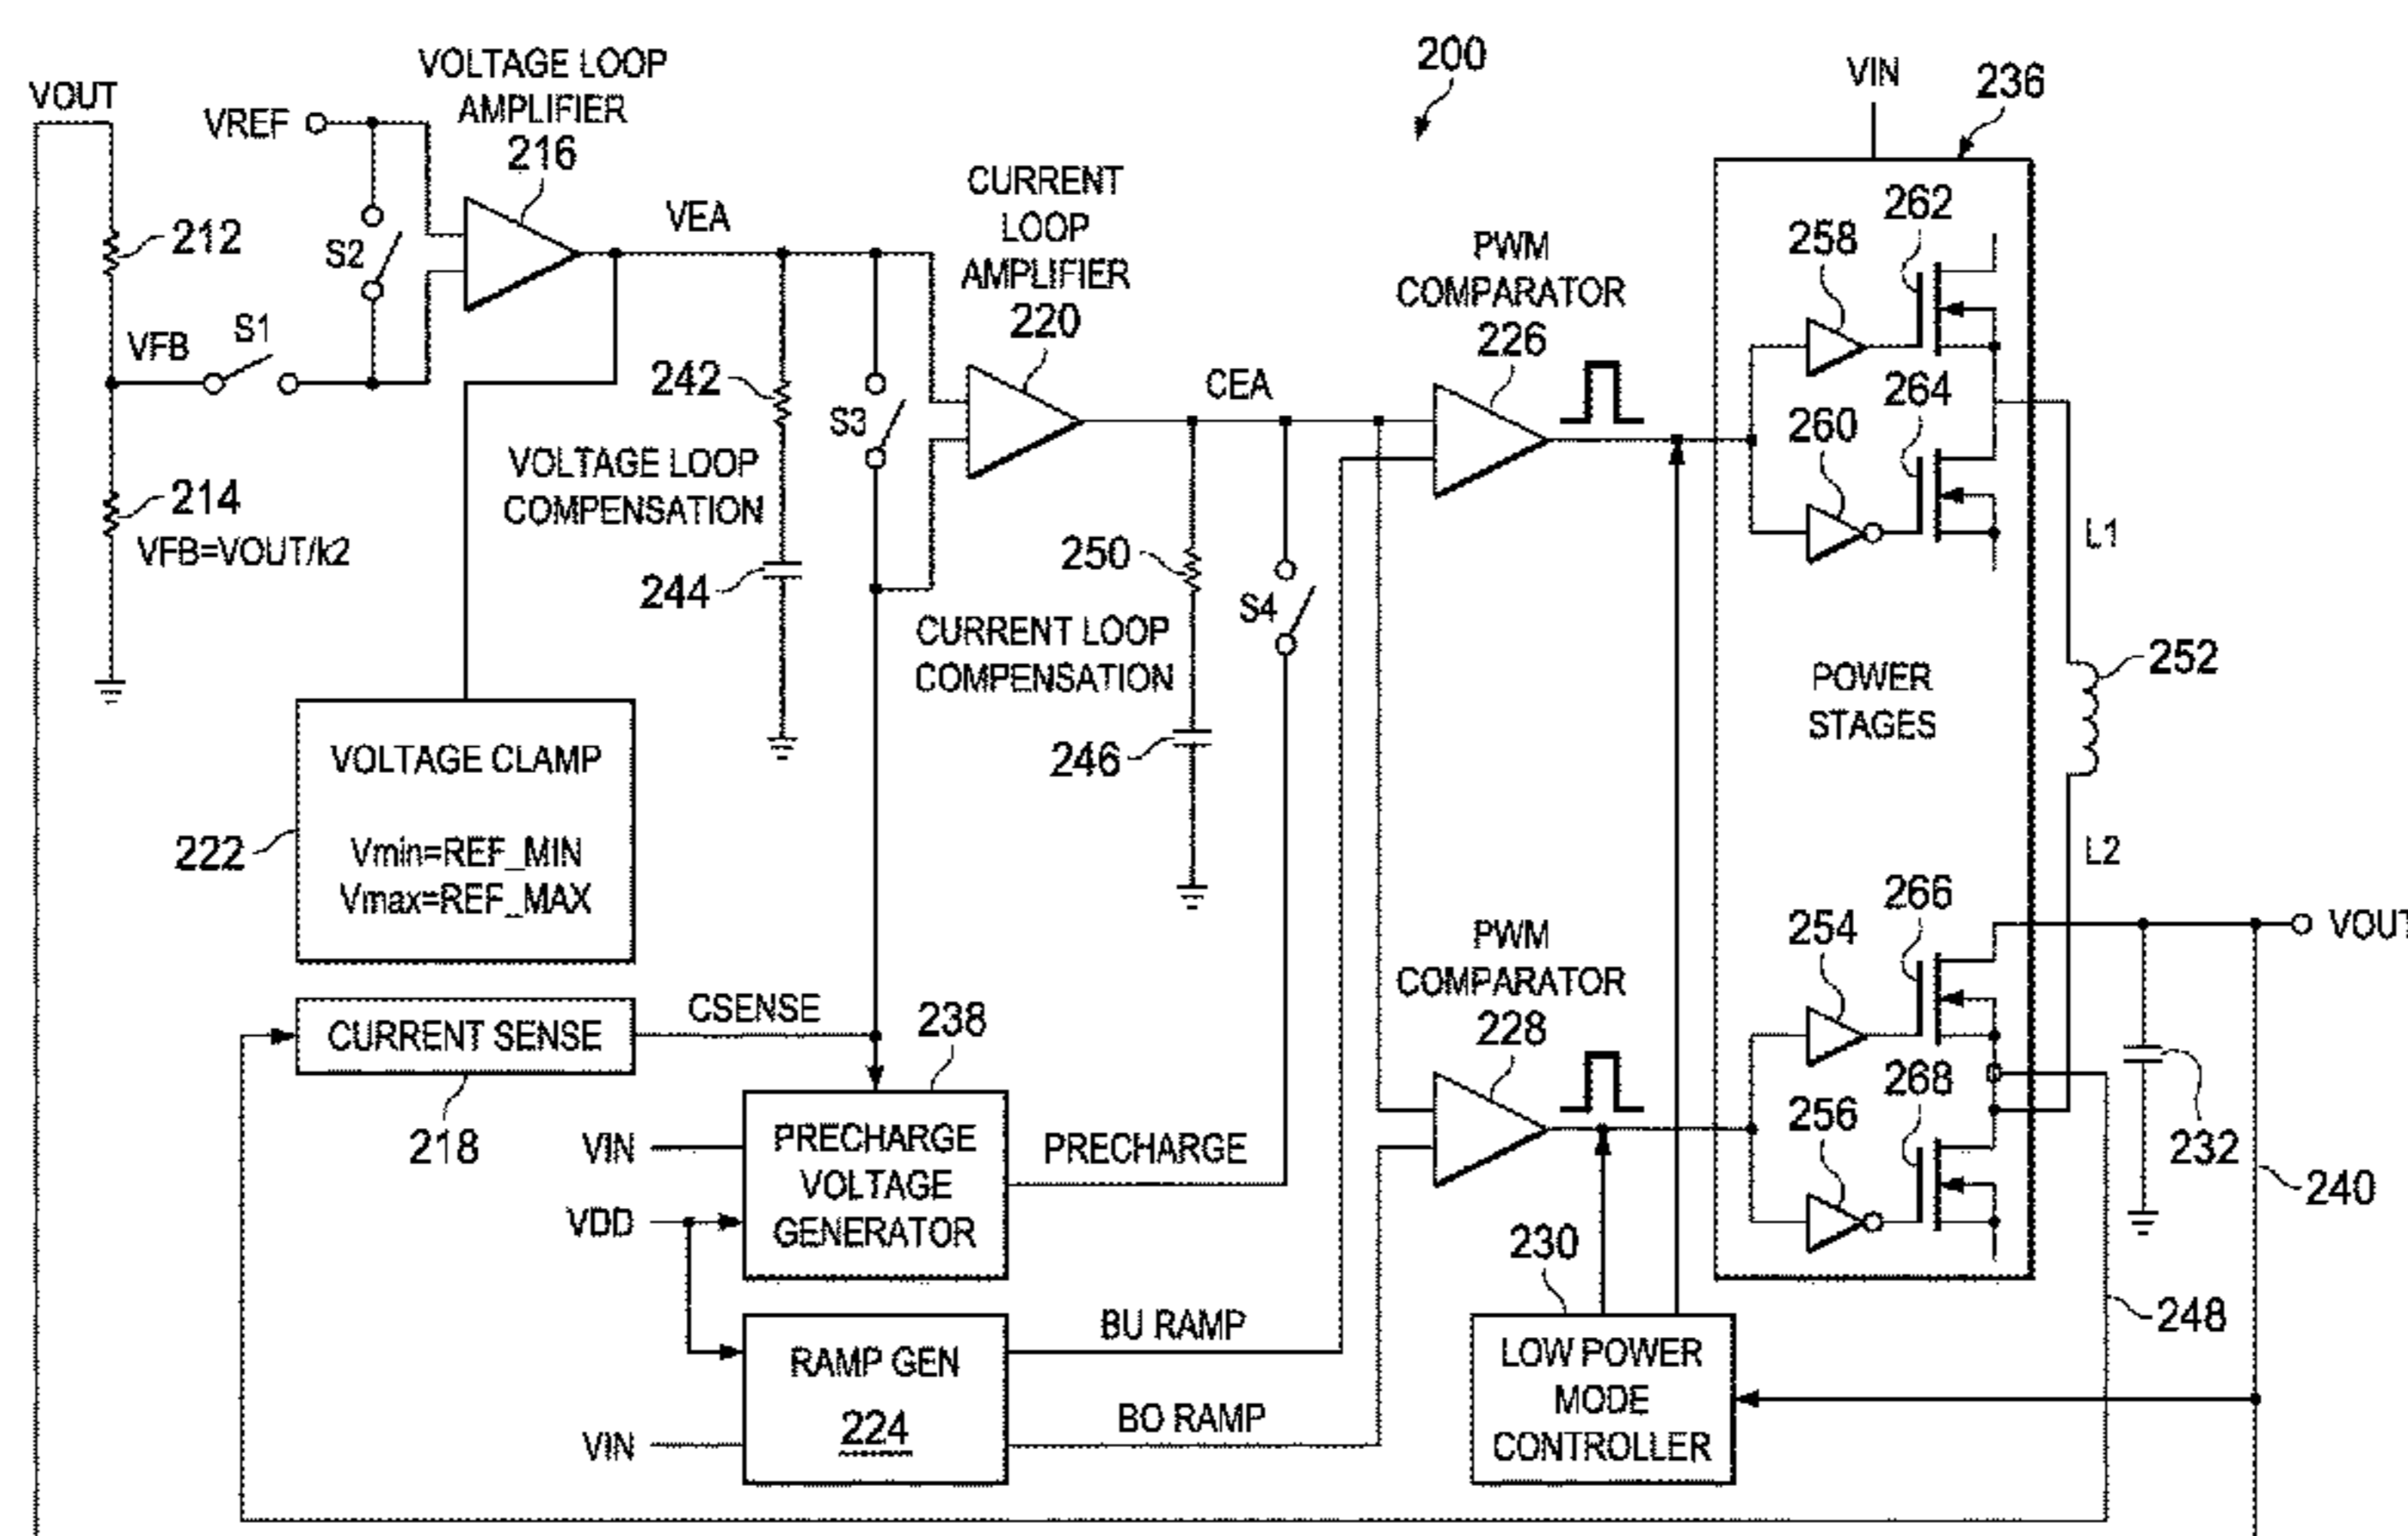 200
VOUT
VREF
VOLTAGE LOOP
AMPLIFIER
216
212
S2
VFB
S1
214
VFB=VOUT/k2
VEA
242
VOLTAGE LOOP
COMPENSATION
244
S3
CURRENT
LOOP
AMPLIFIER
220
CEA
250
CURRENT LOOP
COMPENSATION
246
S4
PWM
COMPARATOR
226
VIN
236
262
258
264
260
L1
POWER
STAGES
252
L2
VOLTAGE CLAMP
Vmin=REF_MIN
Vmax=REF_MAX
222
CURRENT SENSE
218
CSENSE
238
VIN
VDD
PRECHARGE
VOLTAGE
GENERATOR
PRECHARGE
RAMP GEN
224
VIN
BU RAMP
BO RAMP
PWM
COMPARATOR
228
266
254
268
256
VOUT
232
240
248
230
LOW POWER
MODE
CONTROLLER